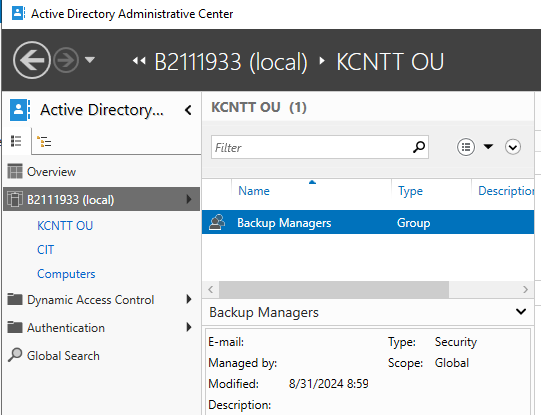 Active Directory Administrative Center
B2111933 (local) KCNTT OU
Active Directory...
KCNTT OU (1)
Filter
Overview
Name Type Description
B2111933 (local)
Backup Managers Group
KCNTT OU
CIT
Computers
Dynamic Access Control
Authentication
Global Search
Backup Managers
E-mail: Type: Security
Managed by: Scope: Global
Modified: 8/31/2024 8:59
Description: